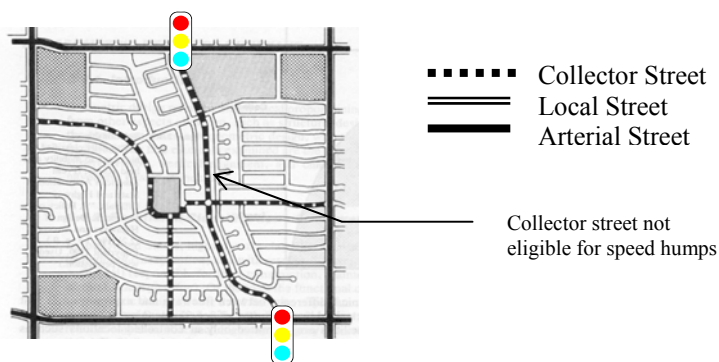 Collector Street
Local Street
Arterial Street
Collector street not
eligible for speed humps